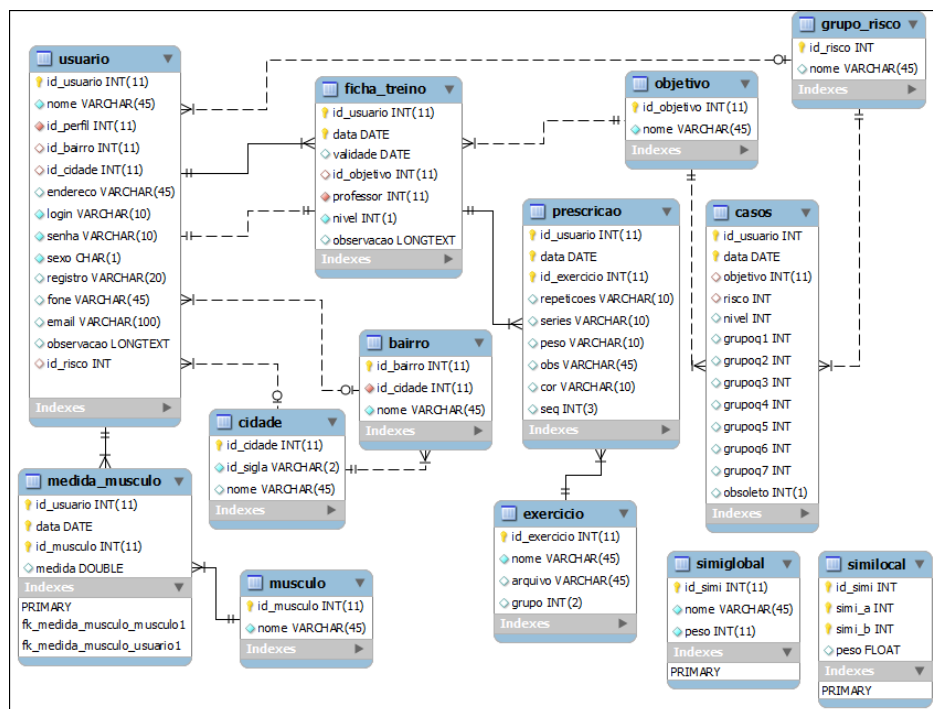 usuario
id_usuario INT(11)
nome VARCHAR(45)
id_perfil INT(11)
id_bairro INT(11)
id_cidade INT(11)
endereco VARCHAR(45)
login VARCHAR(10)
senha VARCHAR(10)
sexo CHAR(1)
registro VARCHAR(20)
fone VARCHAR(45)
email VARCHAR(100)
observacao LONGTEXT
id_risco INT
Indexes
ficha_treino
id_usuario INT(11)
data DATE
validade DATE
id_objetivo INT(11)
professor INT(11)
nivel INT(1)
observacao LONGTEXT
Indexes
objetivo
id_objetivo INT(11)
nome VARCHAR(45)
Indexes
grupo_risco
id_risco INT
nome VARCHAR(45)
Indexes
prescricao
id_usuario INT(11)
data DATE
id_exercicio INT(11)
repeticoes VARCHAR(10)
series VARCHAR(10)
peso VARCHAR(10)
obs VARCHAR(45)
cor VARCHAR(10)
seq INT(3)
Indexes
casos
id_usuario INT
data DATE
objetivo INT(11)
risco INT
nivel INT
grupoq1 INT
grupoq2 INT
grupoq3 INT
grupoq4 INT
grupoq5 INT
grupoq6 INT
grupoq7 INT
obsoleto INT(1)
Indexes
bairro
id_bairro INT(11)
id_cidade INT(11)
nome VARCHAR(45)
Indexes
cidade
id_cidade INT(11)
id_sigla VARCHAR(2)
nome VARCHAR(45)
Indexes
medida_musculo
id_usuario INT(11)
data DATE
id_musculo INT(11)
medida DOUBLE
Indexes
PRIMARY
fk_medida_musculo_musculo1
fk_medida_musculo_usuario1
musculo
id_musculo INT(11)
nome VARCHAR(45)
Indexes
exercicio
id_exercicio INT(11)
nome VARCHAR(45)
arquivo VARCHAR(45)
grupo INT(2)
Indexes
simiglobal
id_simi INT(11)
nome VARCHAR(45)
peso INT(11)
Indexes
PRIMARY
similocal
id_simi INT
simi_a INT
simi_b INT
peso FLOAT
Indexes
PRIMARY